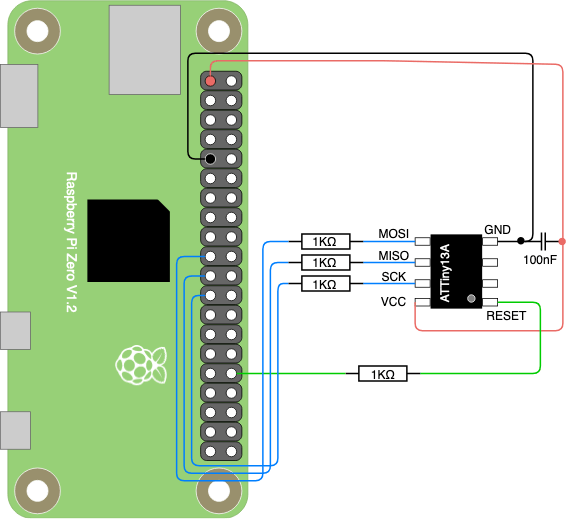 Raspberry Pi Zero V1.2
MOSI
MISO
SCK
VCC
1KΩ
1KΩ
1KΩ
ATTiny13A
GND
100nF
RESET
1KΩ